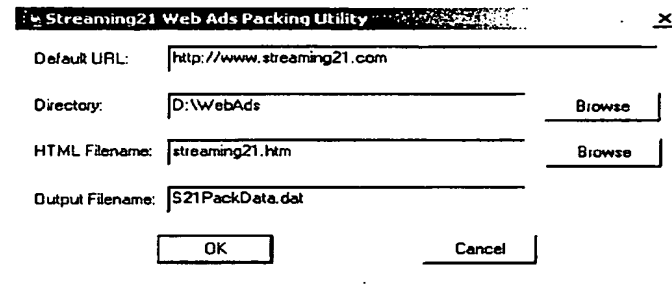 Streaming21 Web Ads Packing Utility
Default URL: http://www.streaming21.com
Directory: D:\WebAds Browse
HTML Filename: streaming21.htm Browse
Output Filename: S21PackData.dat
OK Cancel